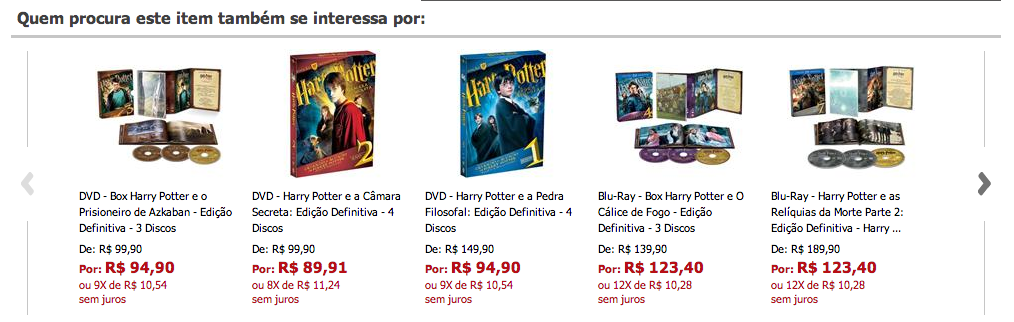 Quem procura este item também se interessa por:
Harry Potter
2
Harry Potter
1
DVD - Box Harry Potter e o
Prisioneiro de Azkaban - Edição
Definitiva - 3 Discos
De: R$ 99,90
Por: R$ 94,90
ou 9X de R$ 10,54
sem juros
DVD - Harry Potter e a Câmara
Secreta: Edição Definitiva - 4
Discos
De: R$ 99,90
Por: R$ 89,91
ou 8X de R$ 11,24
sem juros
DVD - Harry Potter e a Pedra
Filosofal: Edição Definitiva - 4
Discos
De: R$ 149,90
Por: R$ 94,90
ou 9X de R$ 10,54
sem juros
Blu-Ray - Box Harry Potter e O
Cálice de Fogo - Edição
Definitiva - 3 Discos
De: R$ 139,90
Por: R$ 123,40
ou 12X de R$ 10,28
sem juros
Blu-Ray - Harry Potter e as
Relíquias da Morte Parte 2:
Edição Definitiva - Harry ...
De: R$ 189,90
Por: R$ 123,40
ou 12X de R$ 10,28
sem juros